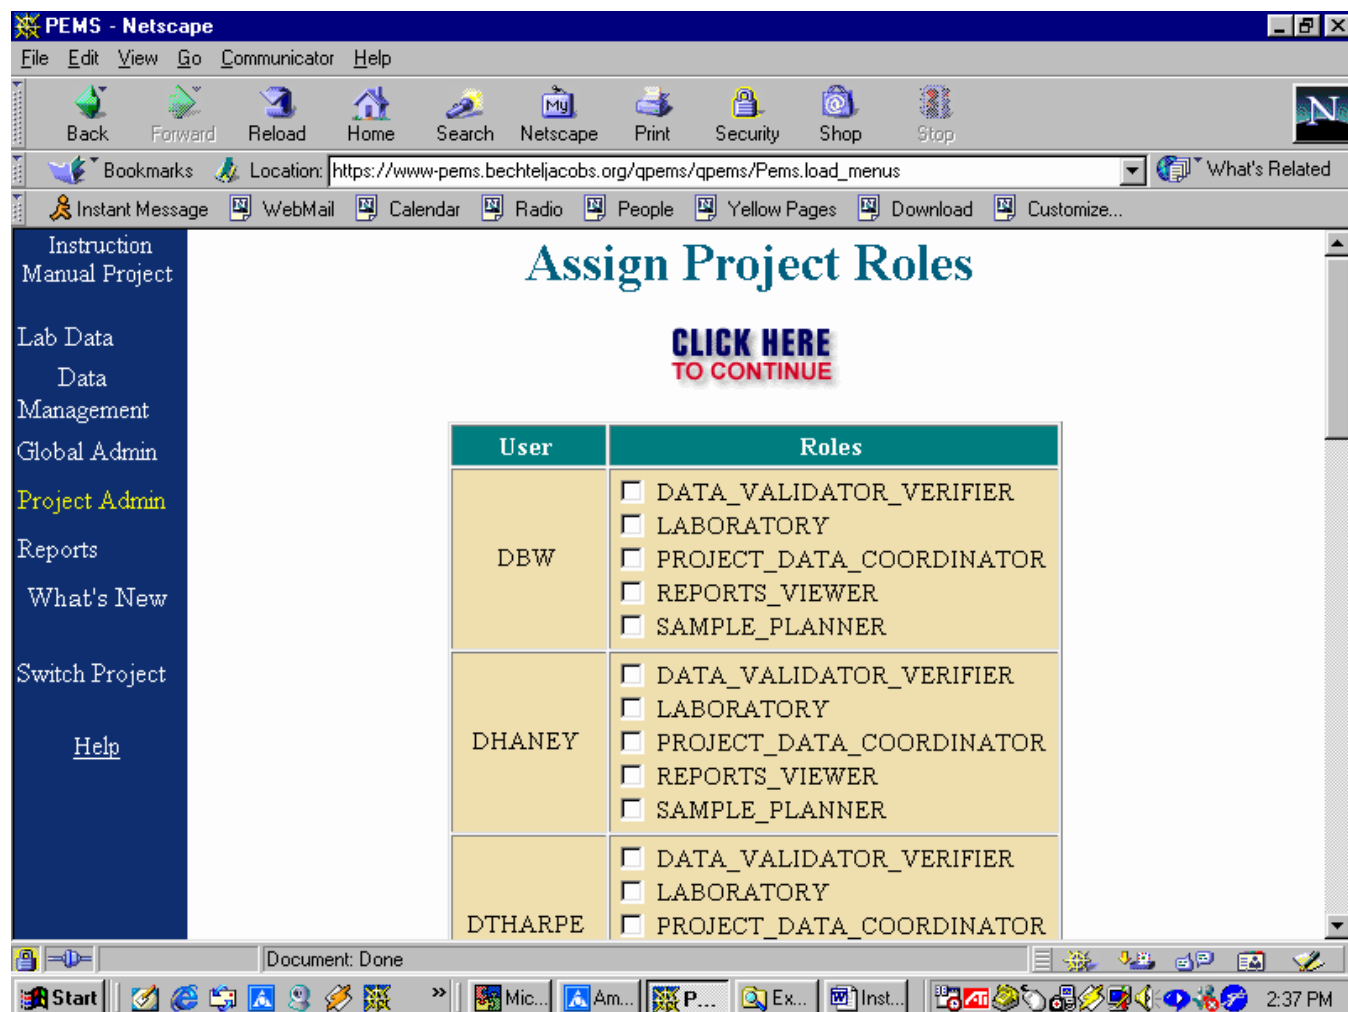 PEMS - Netscape
File Edit View Go Communicator Help
Back Forward Reload Home Search Netscape Print Security Shop Stop
My
N
Bookmarks Location: https://www-pems.bechteljacobs.org/qpems/qpems/Pems.load_menus What's Related
Instant Message WebMail Calendar Radio People Yellow Pages Download Customize...
Instruction
Manual Project
Lab Data
Data
Management
Global Admin
Project Admin
Reports
What's New
Switch Project
Help
Assign Project Roles
CLICK HERE
TO CONTINUE
User Roles
DBW
DATA_VALIDATOR_VERIFIER
LABORATORY
PROJECT_DATA_COORDINATOR
REPORTS_VIEWER
SAMPLE_PLANNER
DHANEY
DATA_VALIDATOR_VERIFIER
LABORATORY
PROJECT_DATA_COORDINATOR
REPORTS_VIEWER
SAMPLE_PLANNER
DTHARPE
DATA_VALIDATOR_VERIFIER
LABORATORY
PROJECT_DATA_COORDINATOR
Document: Done
Start » Mic... Am... P... Ex... Inst... 2:37 PM